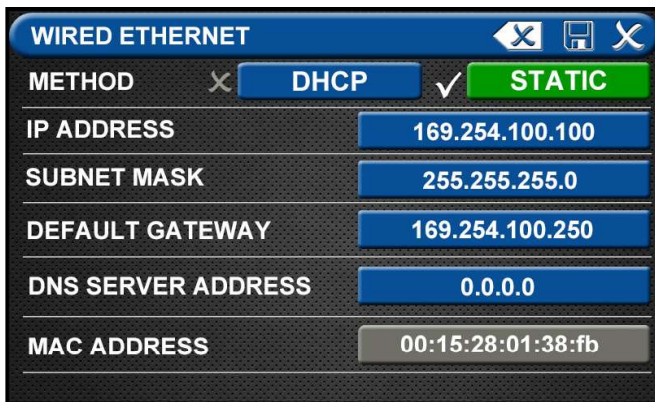 WIRED ETHERNET
METHOD DHCP STATIC
IP ADDRESS 169.254.100.100
SUBNET MASK 255.255.255.0
DEFAULT GATEWAY 169.254.100.250
DNS SERVER ADDRESS 0.0.0.0
MAC ADDRESS 00:15:28:01:38:fb